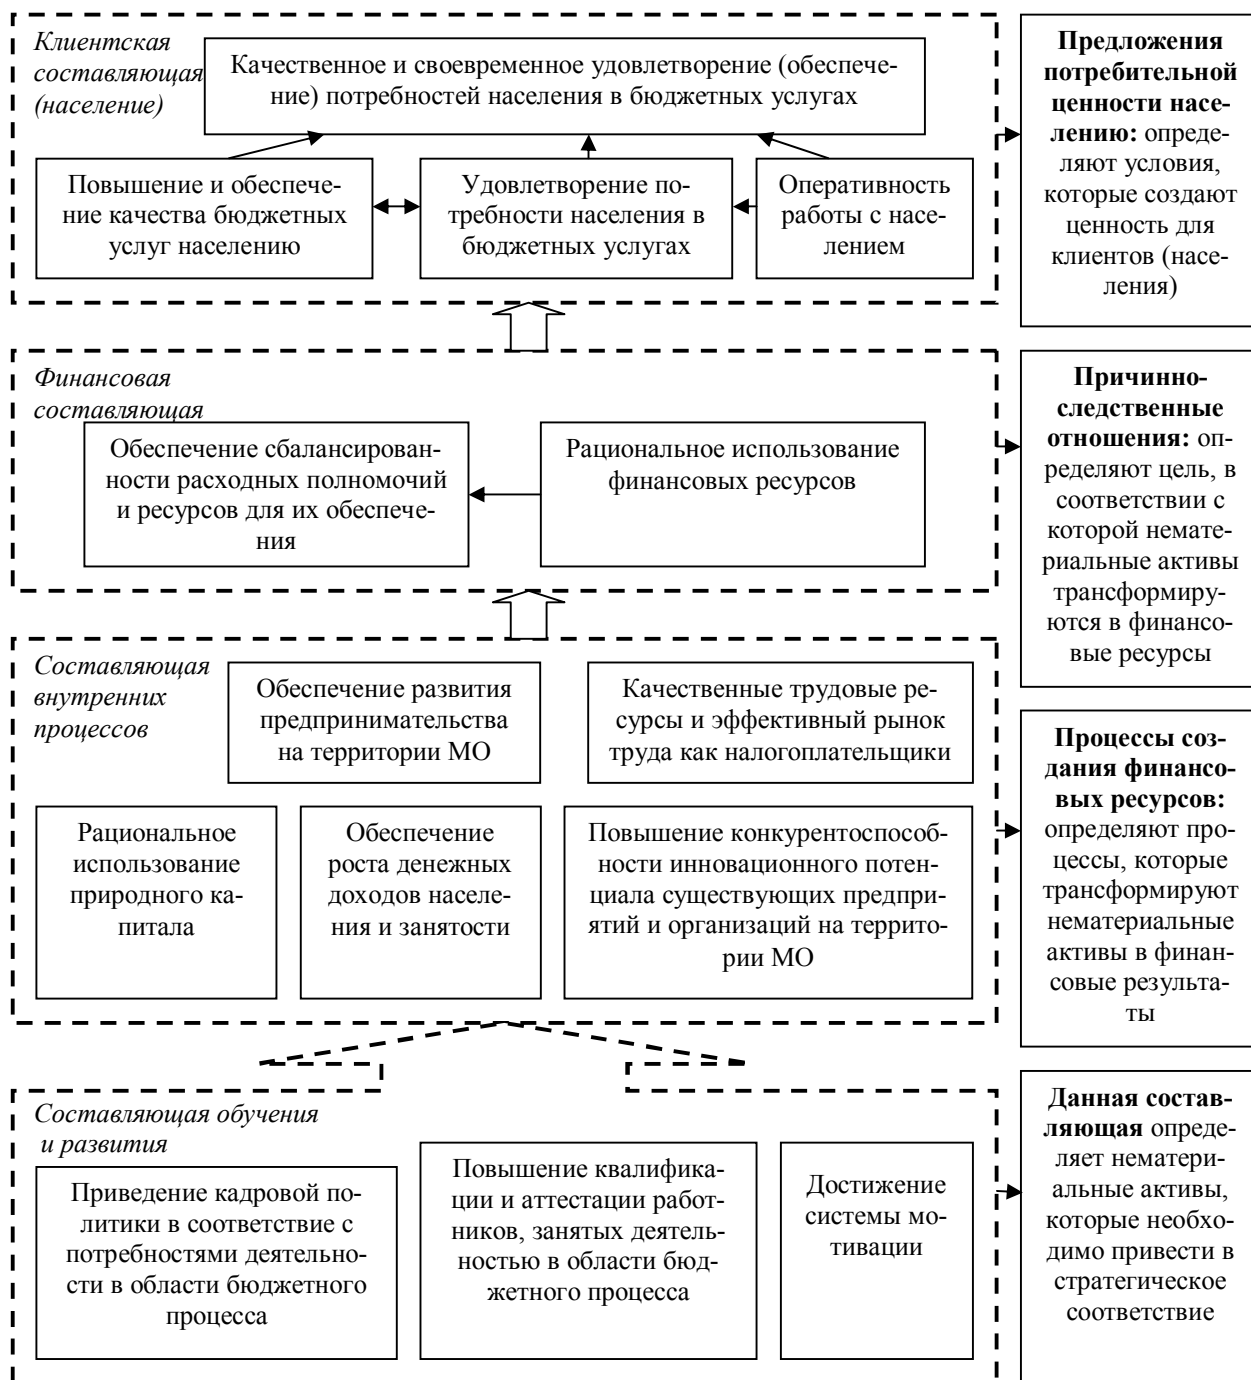 Клиентская
составляющая
(население)
Качественное и своевременное удовлетворение (обеспече-
ние) потребностей населения в бюджетных услугах
Повышение и обеспече-
ние качества бюджетных
услуг населению
Удовлетворение по-
требности населения в
бюджетных услугах
Оперативность
работы с насе-
лением
Предложения
потребительной
ценности насе-
лению: опреде-
ляют условия,
которые создают
ценность для
клиентов (насе-
ления)
Финансовая
составляющая
Обеспечение сбалансирован-
ности расходных полномочий
и ресурсов для их обеспече-
ния
Рациональное использование
финансовых ресурсов
Причинно-
следственные
отношения: оп-
ределяют цель, в
соответствии с
которой немате-
риальные активы
трансформиру-
ются в финансо-
вые ресурсы
Составляющая
внутренних
процессов
Обеспечение развития
предпринимательства
на территории МО
Качественные трудовые ре-
сурсы и эффективный рынок
труда как налогоплательщики
Рациональное
использование
природного ка-
питала
Обеспечение
роста денежных
доходов населе-
ния и занятости
Повышение конкурентоспособ-
ности инновационного потен-
циала существующих предпри-
ятий и организаций на террито-
рии МО
Процессы соз-
дания финансо-
вых ресурсов:
определяют про-
цессы, которые
трансформируют
нематериальные
активы в финан-
совые результа-
ты
Составляющая обучения
и развития
Приведение кадровой по-
литики в соответствие с
потребностями деятельно-
сти в области бюджетного
процесса
Повышение квалифика-
ции и аттестации работ-
ников, занятых деятель-
ностью в области бюд-
жетного процесса
Достижение
системы мо-
тивации
Данная состав-
ляющая опреде-
ляет нематери-
альные активы,
которые необхо-
димо привести в
стратегическое
соответствие